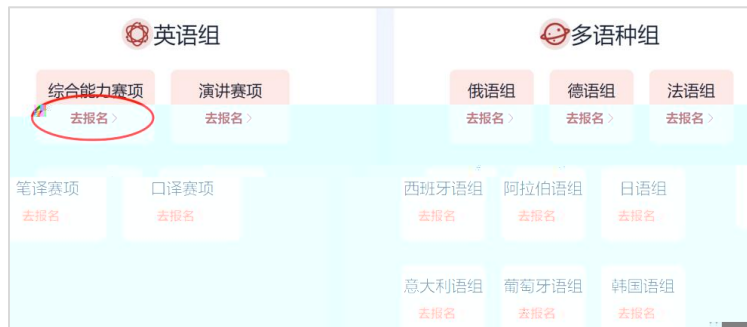 英语组
多语种组
综合能力赛项 演讲赛项 俄语组 德语组 法语组
去报名> 去报名> 去报名> 去报名> 去报名>
笔译赛项 口译赛项 西班牙语组 阿拉伯语组 日语组
去报名 去报名 去报名 去报名 去报名
意大利语组 葡萄牙语组 韩国语组
去报名 去报名 去报名